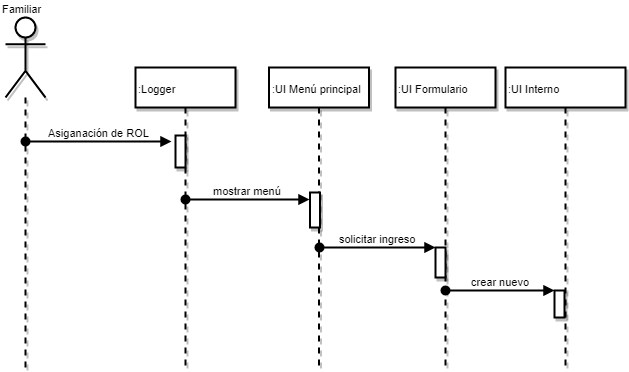 Familiar
:Logger
:UI Menú principal
:UI Formulario
:UI Interno
Asiganación de ROL
mostrar menú
solicitar ingreso
crear nuevo